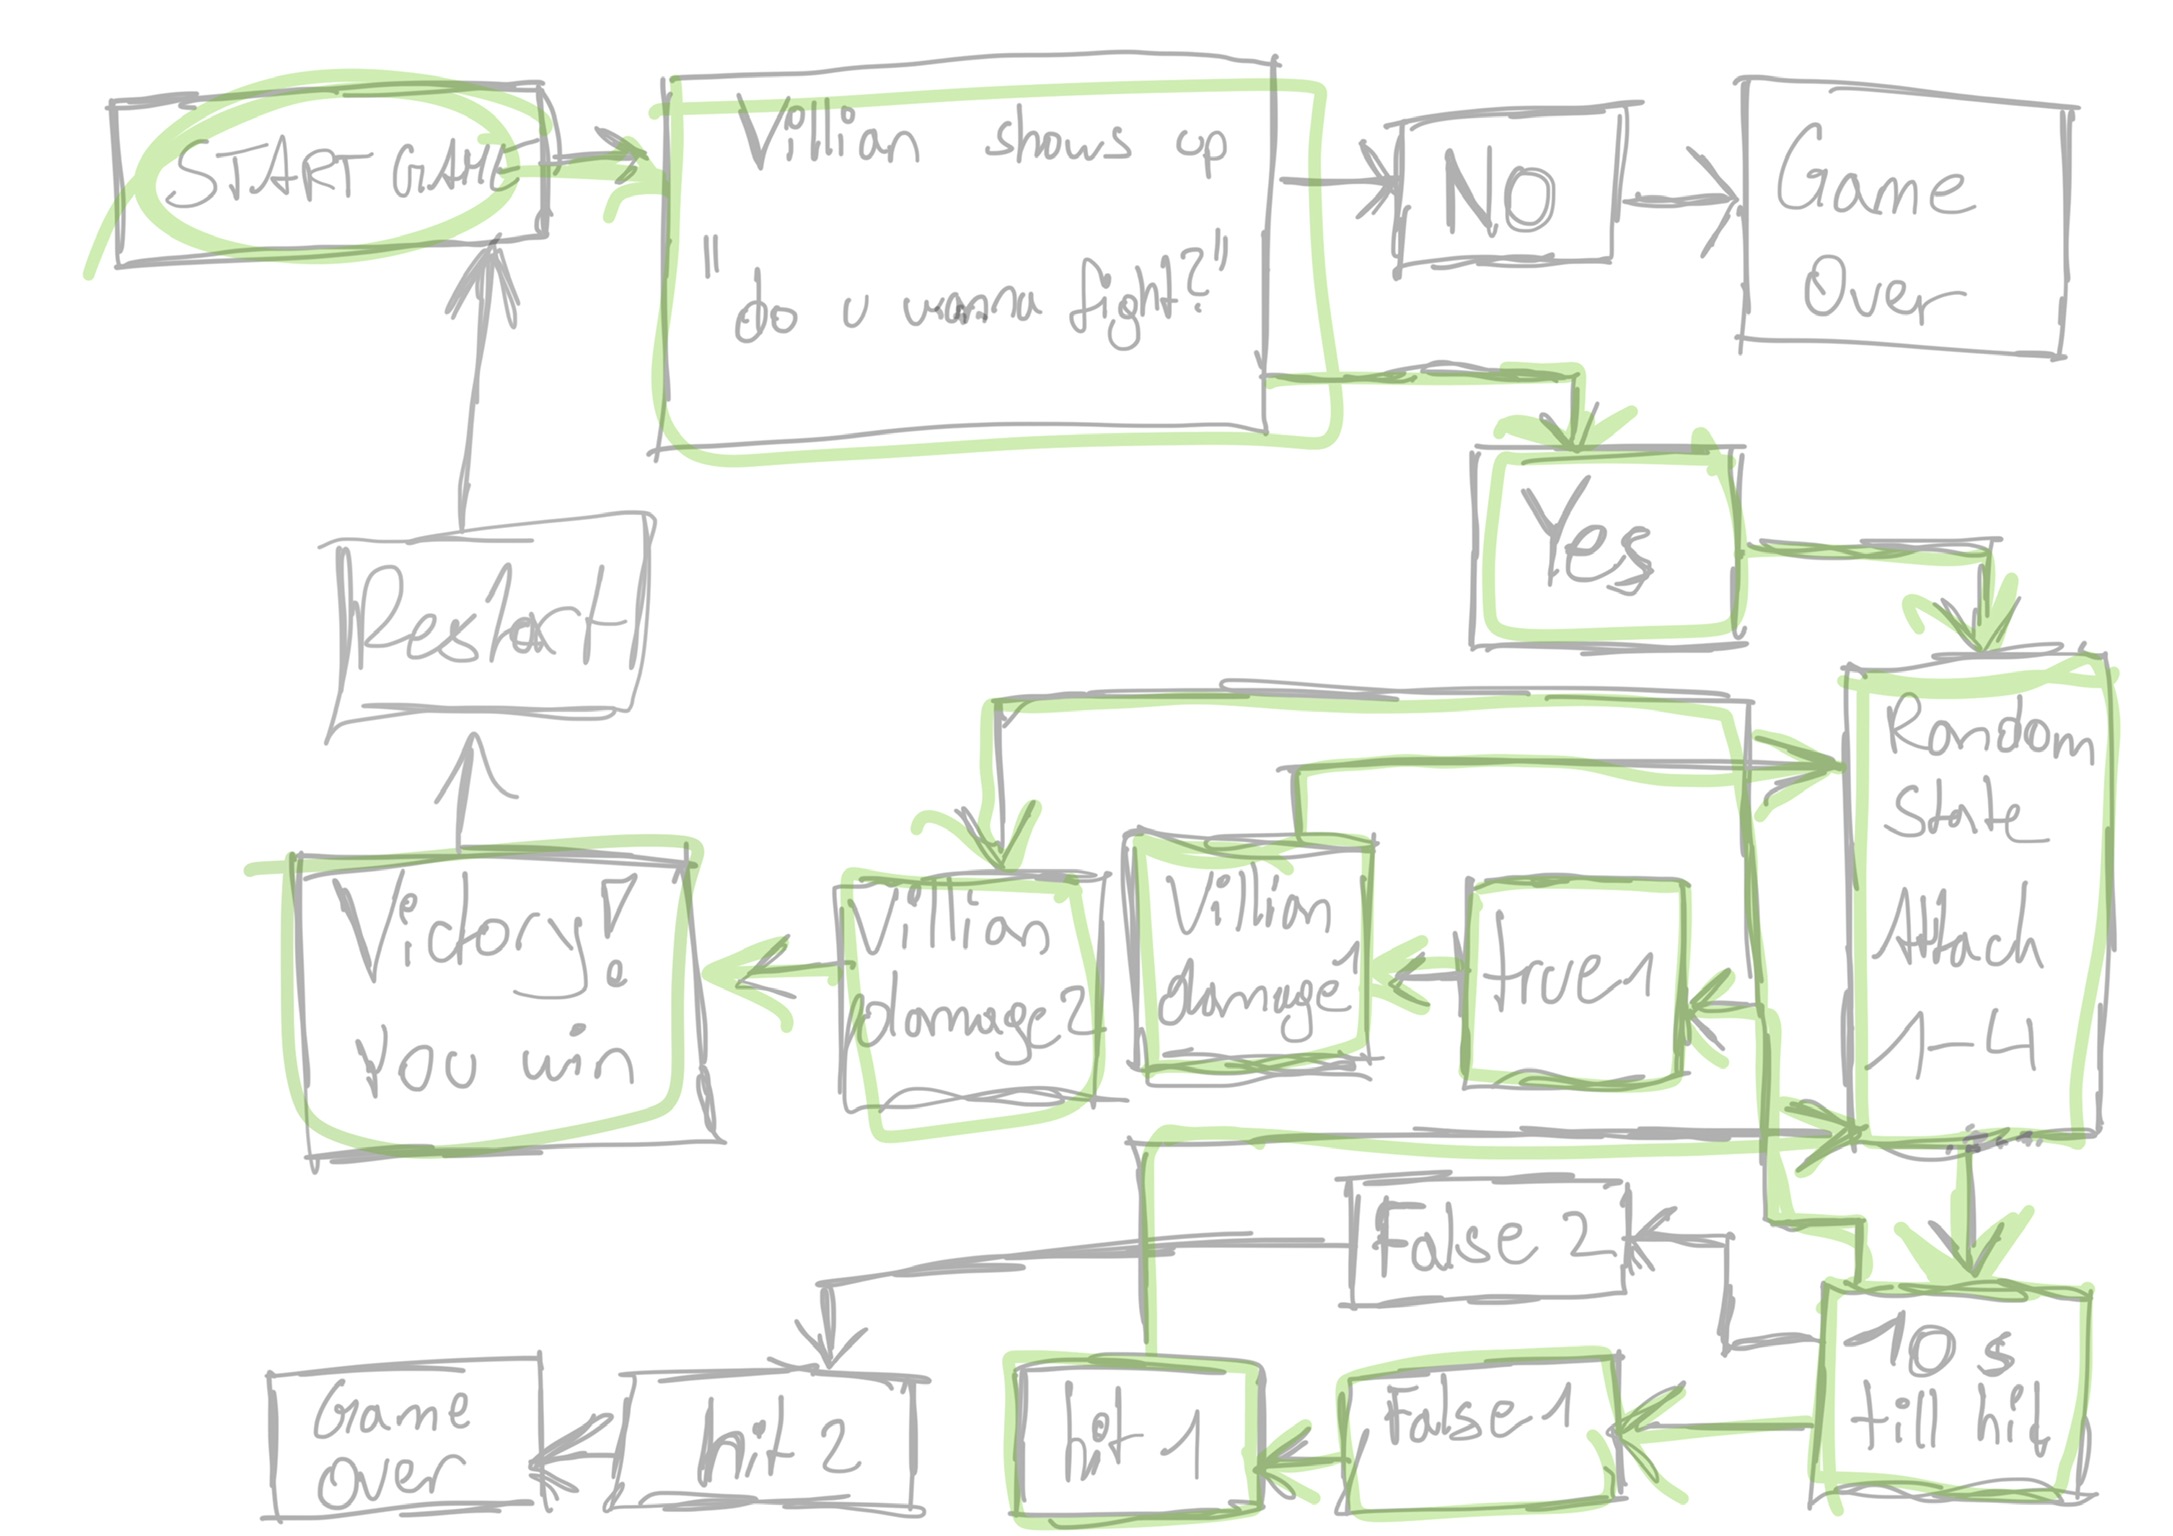 START GAME
Villian shows up
"do u wanna fight?"
NO
Game
Over
Yes
Restart
Random
State
Attack
1-4
Victory!
You win
Villian
damage 2
Villian
damage 1
true 1
False 2
10 s
till hit
False 1
hit 1
hit 2
Game
over